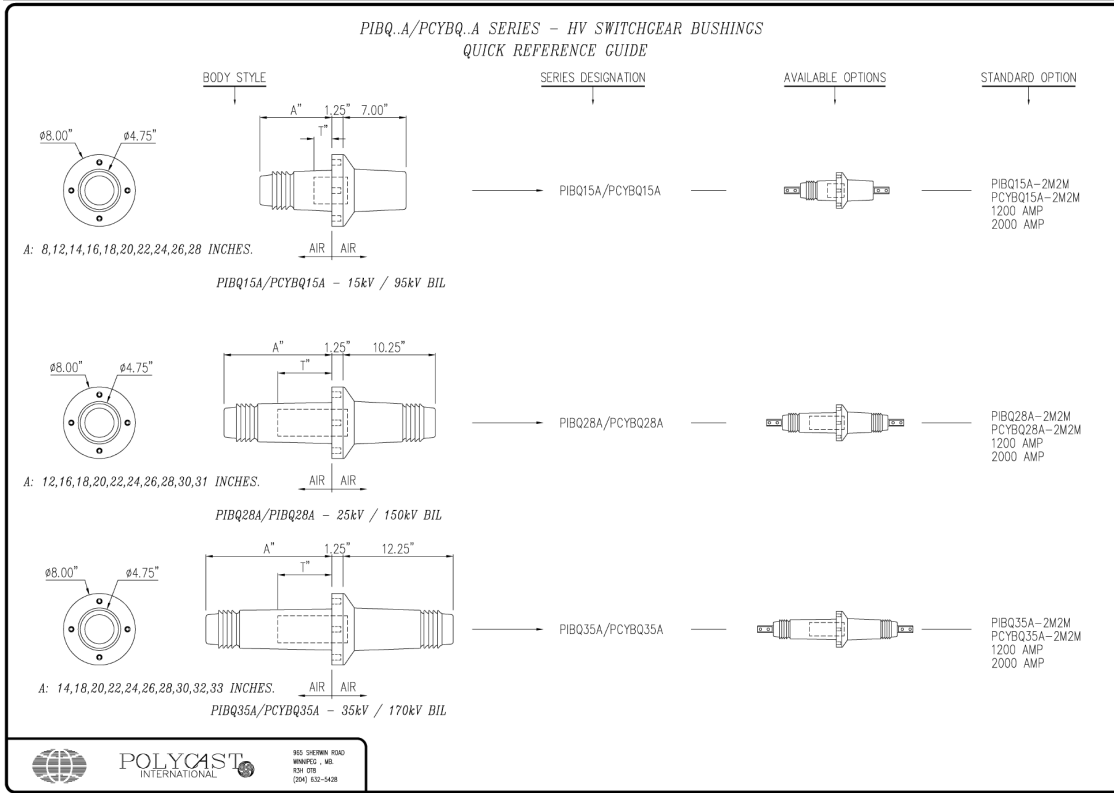 PIBQ..A/PCYBQ..A SERIES - HV SWITCHGEAR BUSHINGS
QUICK REFERENCE GUIDE
BODY STYLE
SERIES DESIGNATION
AVAILABLE OPTIONS
STANDARD OPTION
A" 1.25" 7.00"
T"
ø8.00" ø4.75"
PIBQ15A/PCYBQ15A
PIBQ15A-2M2M
PCYBQ15A-2M2M
1200 AMP
2000 AMP
A: 8,12,14,16,18,20,22,24,26,28 INCHES.
AIR AIR
PIBQ15A/PCYBQ15A - 15kV / 95kV BIL
A" 1.25" 10.25"
T"
ø8.00" ø4.75"
PIBQ28A/PCYBQ28A
PIBQ28A-2M2M
PCYBQ28A-2M2M
1200 AMP
2000 AMP
A: 12,16,18,20,22,24,26,28,30,31 INCHES.
AIR AIR
PIBQ28A/PIBQ28A - 25kV / 150kV BIL
A" 1.25" 12.25"
T"
ø8.00" ø4.75"
PIBQ35A/PCYBQ35A
PIBQ35A-2M2M
PCYBQ35A-2M2M
1200 AMP
2000 AMP
A: 14,18,20,22,24,26,28,30,32,33 INCHES.
AIR AIR
PIBQ35A/PCYBQ35A - 35kV / 170kV BIL
POLYCAST
INTERNATIONAL
965 SHERWIN ROAD
WINNIPEG , MB.
R3H 0T8
(204) 632-5428